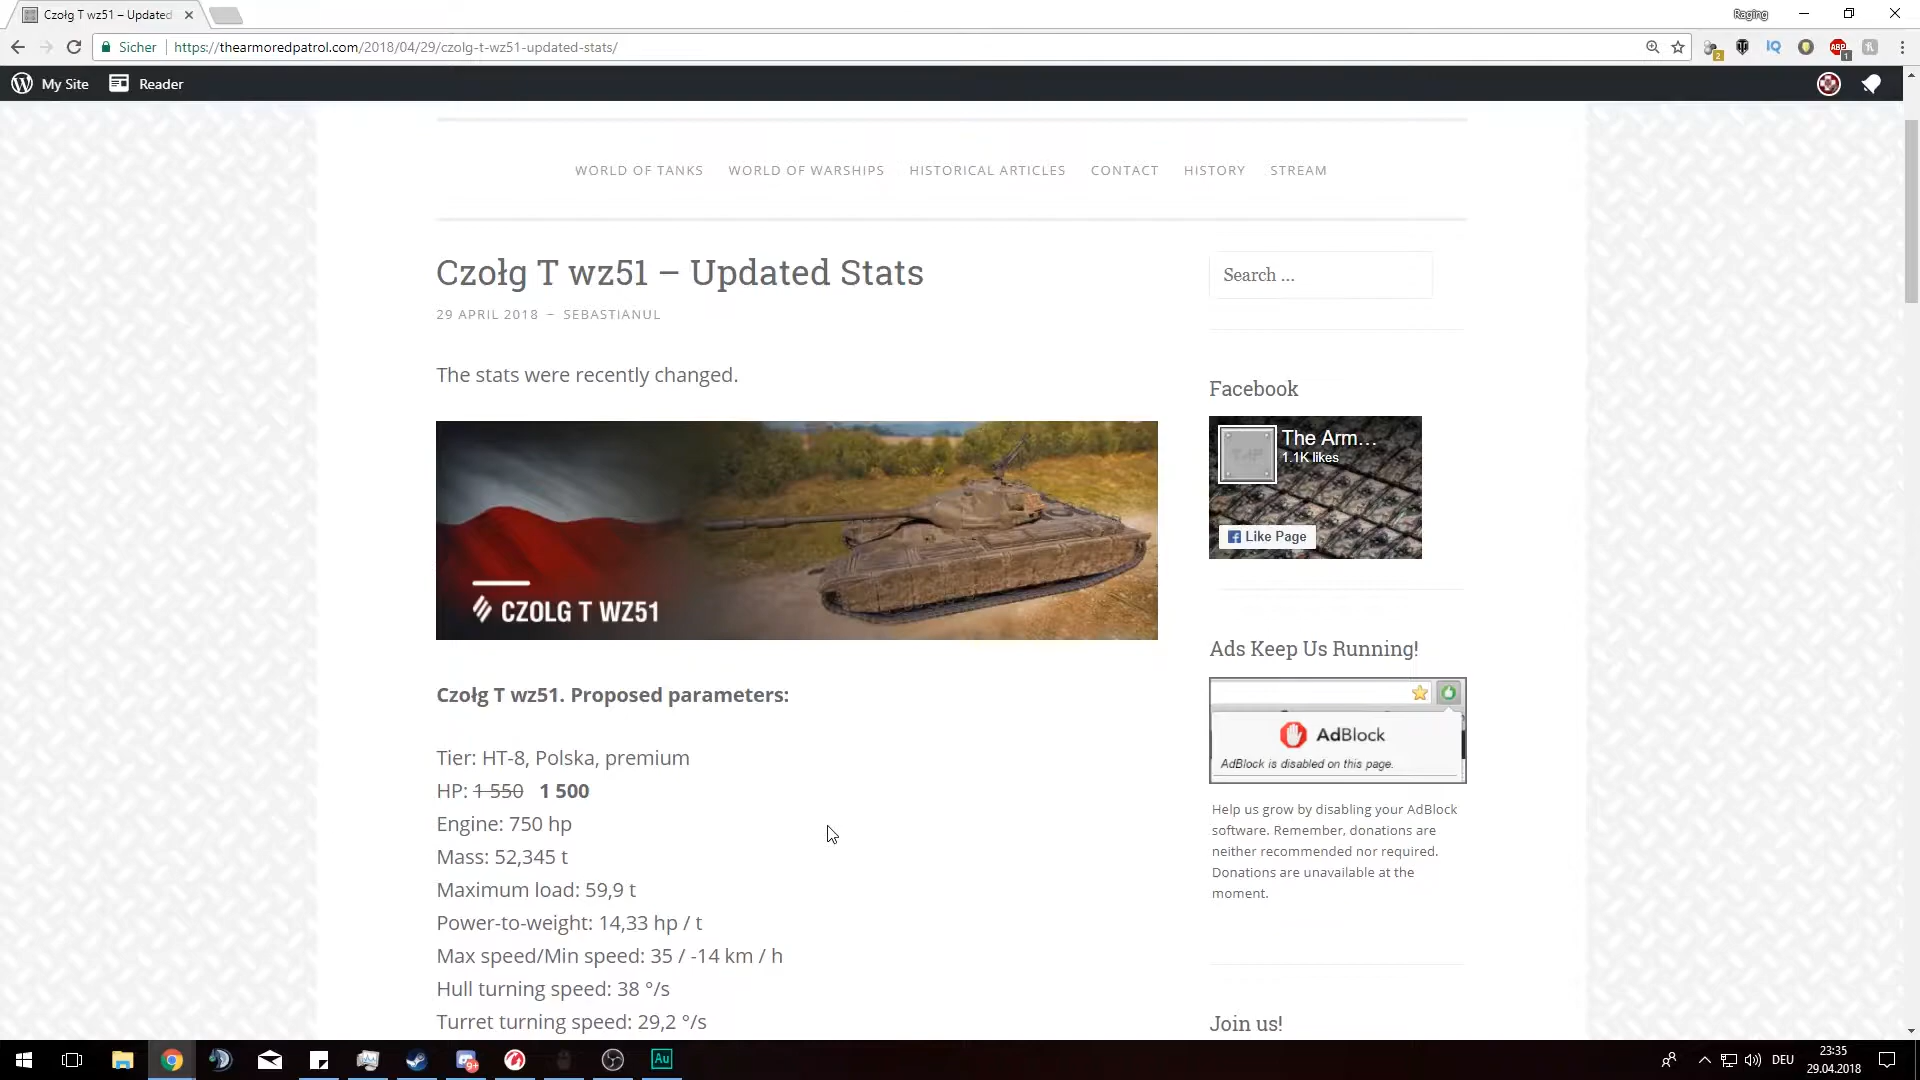 Czołg T wz51 – Updated
Raging
Sicher
https://thearmoredpatrol.com/2018/04/29/czolg-t-wz51-updated-stats/
2
IQ
ABP
1
My Site
Reader
WORLD OF TANKS
WORLD OF WARSHIPS
HISTORICAL ARTICLES
CONTACT
HISTORY
STREAM
Czołg T wz51 – Updated Stats
29 APRIL 2018 – SEBASTIANUL
The stats were recently changed.
CZOLG T WZ51
Czołg T wz51. Proposed parameters:
Tier: HT-8, Polska, premium
HP: 1 550 1 500
Engine: 750 hp
Mass: 52,345 t
Maximum load: 59,9 t
Power-to-weight: 14,33 hp / t
Max speed/Min speed: 35 / -14 km / h
Hull turning speed: 38 °/s
Turret turning speed: 29,2 °/s
Search ...
Facebook
The Arm...
1.1K likes
Like Page
Ads Keep Us Running!
AdBlock
AdBlock is disabled on this page.
Help us grow by disabling your AdBlock
software. Remember, donations are
neither recommended nor required.
Donations are unavailable at the
moment.
Join us!
9+
Au
DEU
23:35
29.04.2018